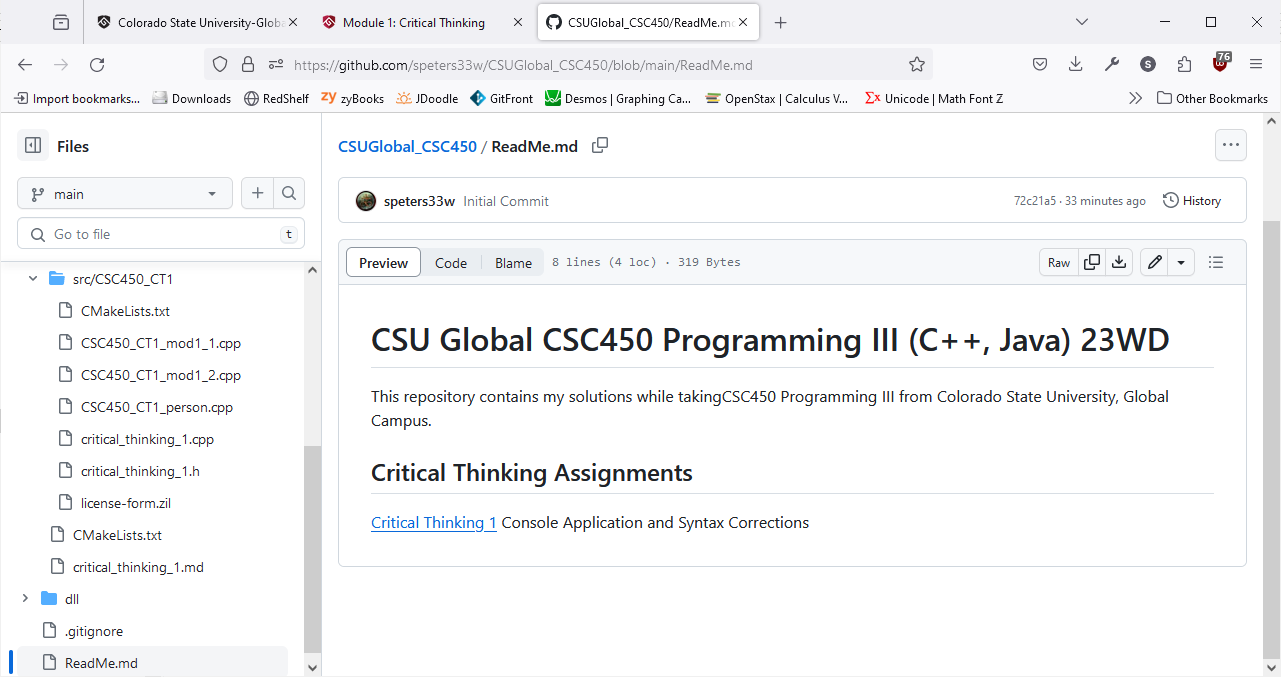 Colorado State University-Globa
Module 1: Critical Thinking
CSUGlobal_CSC450/ReadMe.md
https://github.com/speters33w/CSUGlobal_CSC450/blob/main/ReadMe.md
S
76
Import bookmarks...
Downloads
RedShelf
zy zyBooks
JDoodle
GitFront
Desmos | Graphing Ca...
OpenStax | Calculus V...
Σx Unicode | Math Font Z
Other Bookmarks
Files
main
Go to file
t
src/CSC450_CT1
CMakeLists.txt
CSC450_CT1_mod1_1.cpp
CSC450_CT1_mod1_2.cpp
CSC450_CT1_person.cpp
critical_thinking_1.cpp
critical_thinking_1.h
license-form.zil
CMakeLists.txt
critical_thinking_1.md
dll
.gitignore
ReadMe.md
CSUGlobal_CSC450 / ReadMe.md
speters33w Initial Commit
72c21a5 · 33 minutes ago
History
Preview
Code
Blame
8 lines (4 loc) · 319 Bytes
Raw
CSU Global CSC450 Programming III (C++, Java) 23WD
This repository contains my solutions while takingCSC450 Programming III from Colorado State University, Global
Campus.
Critical Thinking Assignments
Critical Thinking 1 Console Application and Syntax Corrections